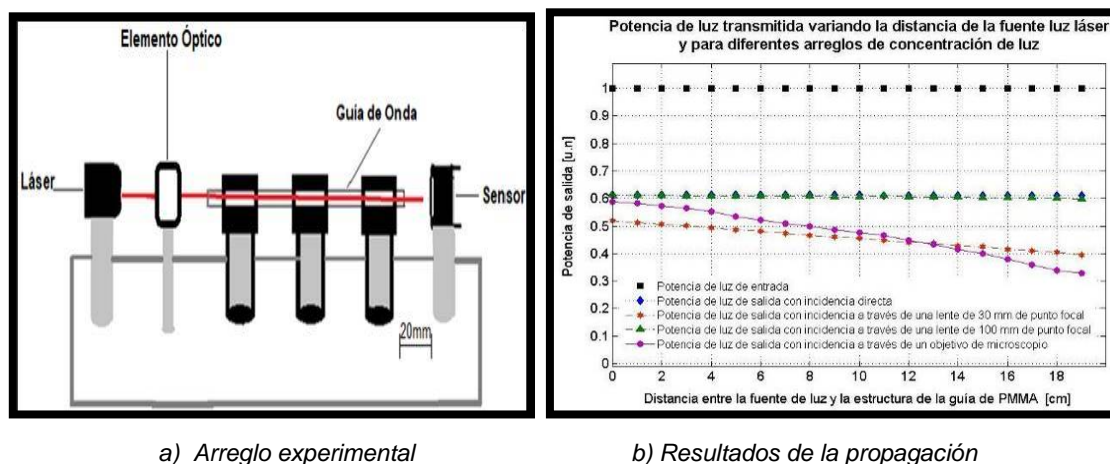 Elemento Óptico
Guía de Onda
Láser
Sensor
20mm
a) Arreglo experimental
Potencia de luz transmitida variando la distancia de la fuente luz láser
y para diferentes arreglos de concentración de luz
Potencia de salida [u.n]
1
0.9
0.8
0.7
0.6
0.5
0.4
0.3
0.2
0.1
0
Potencia de luz de entrada
Potencia de luz de salida con incidencia directa
Potencia de luz de salida con incidencia a través de una lente de 30 mm de punto focal
Potencia de luz de salida con incidencia a través de una lente de 100 mm de punto focal
Potencia de luz de salida con incidencia a través de un objetivo de microscopio
0 2 4 6 8 10 12 14 16 18
Distancia entre la fuente de luz y la estructura de la guía de PMMA [cm]
b) Resultados de la propagación